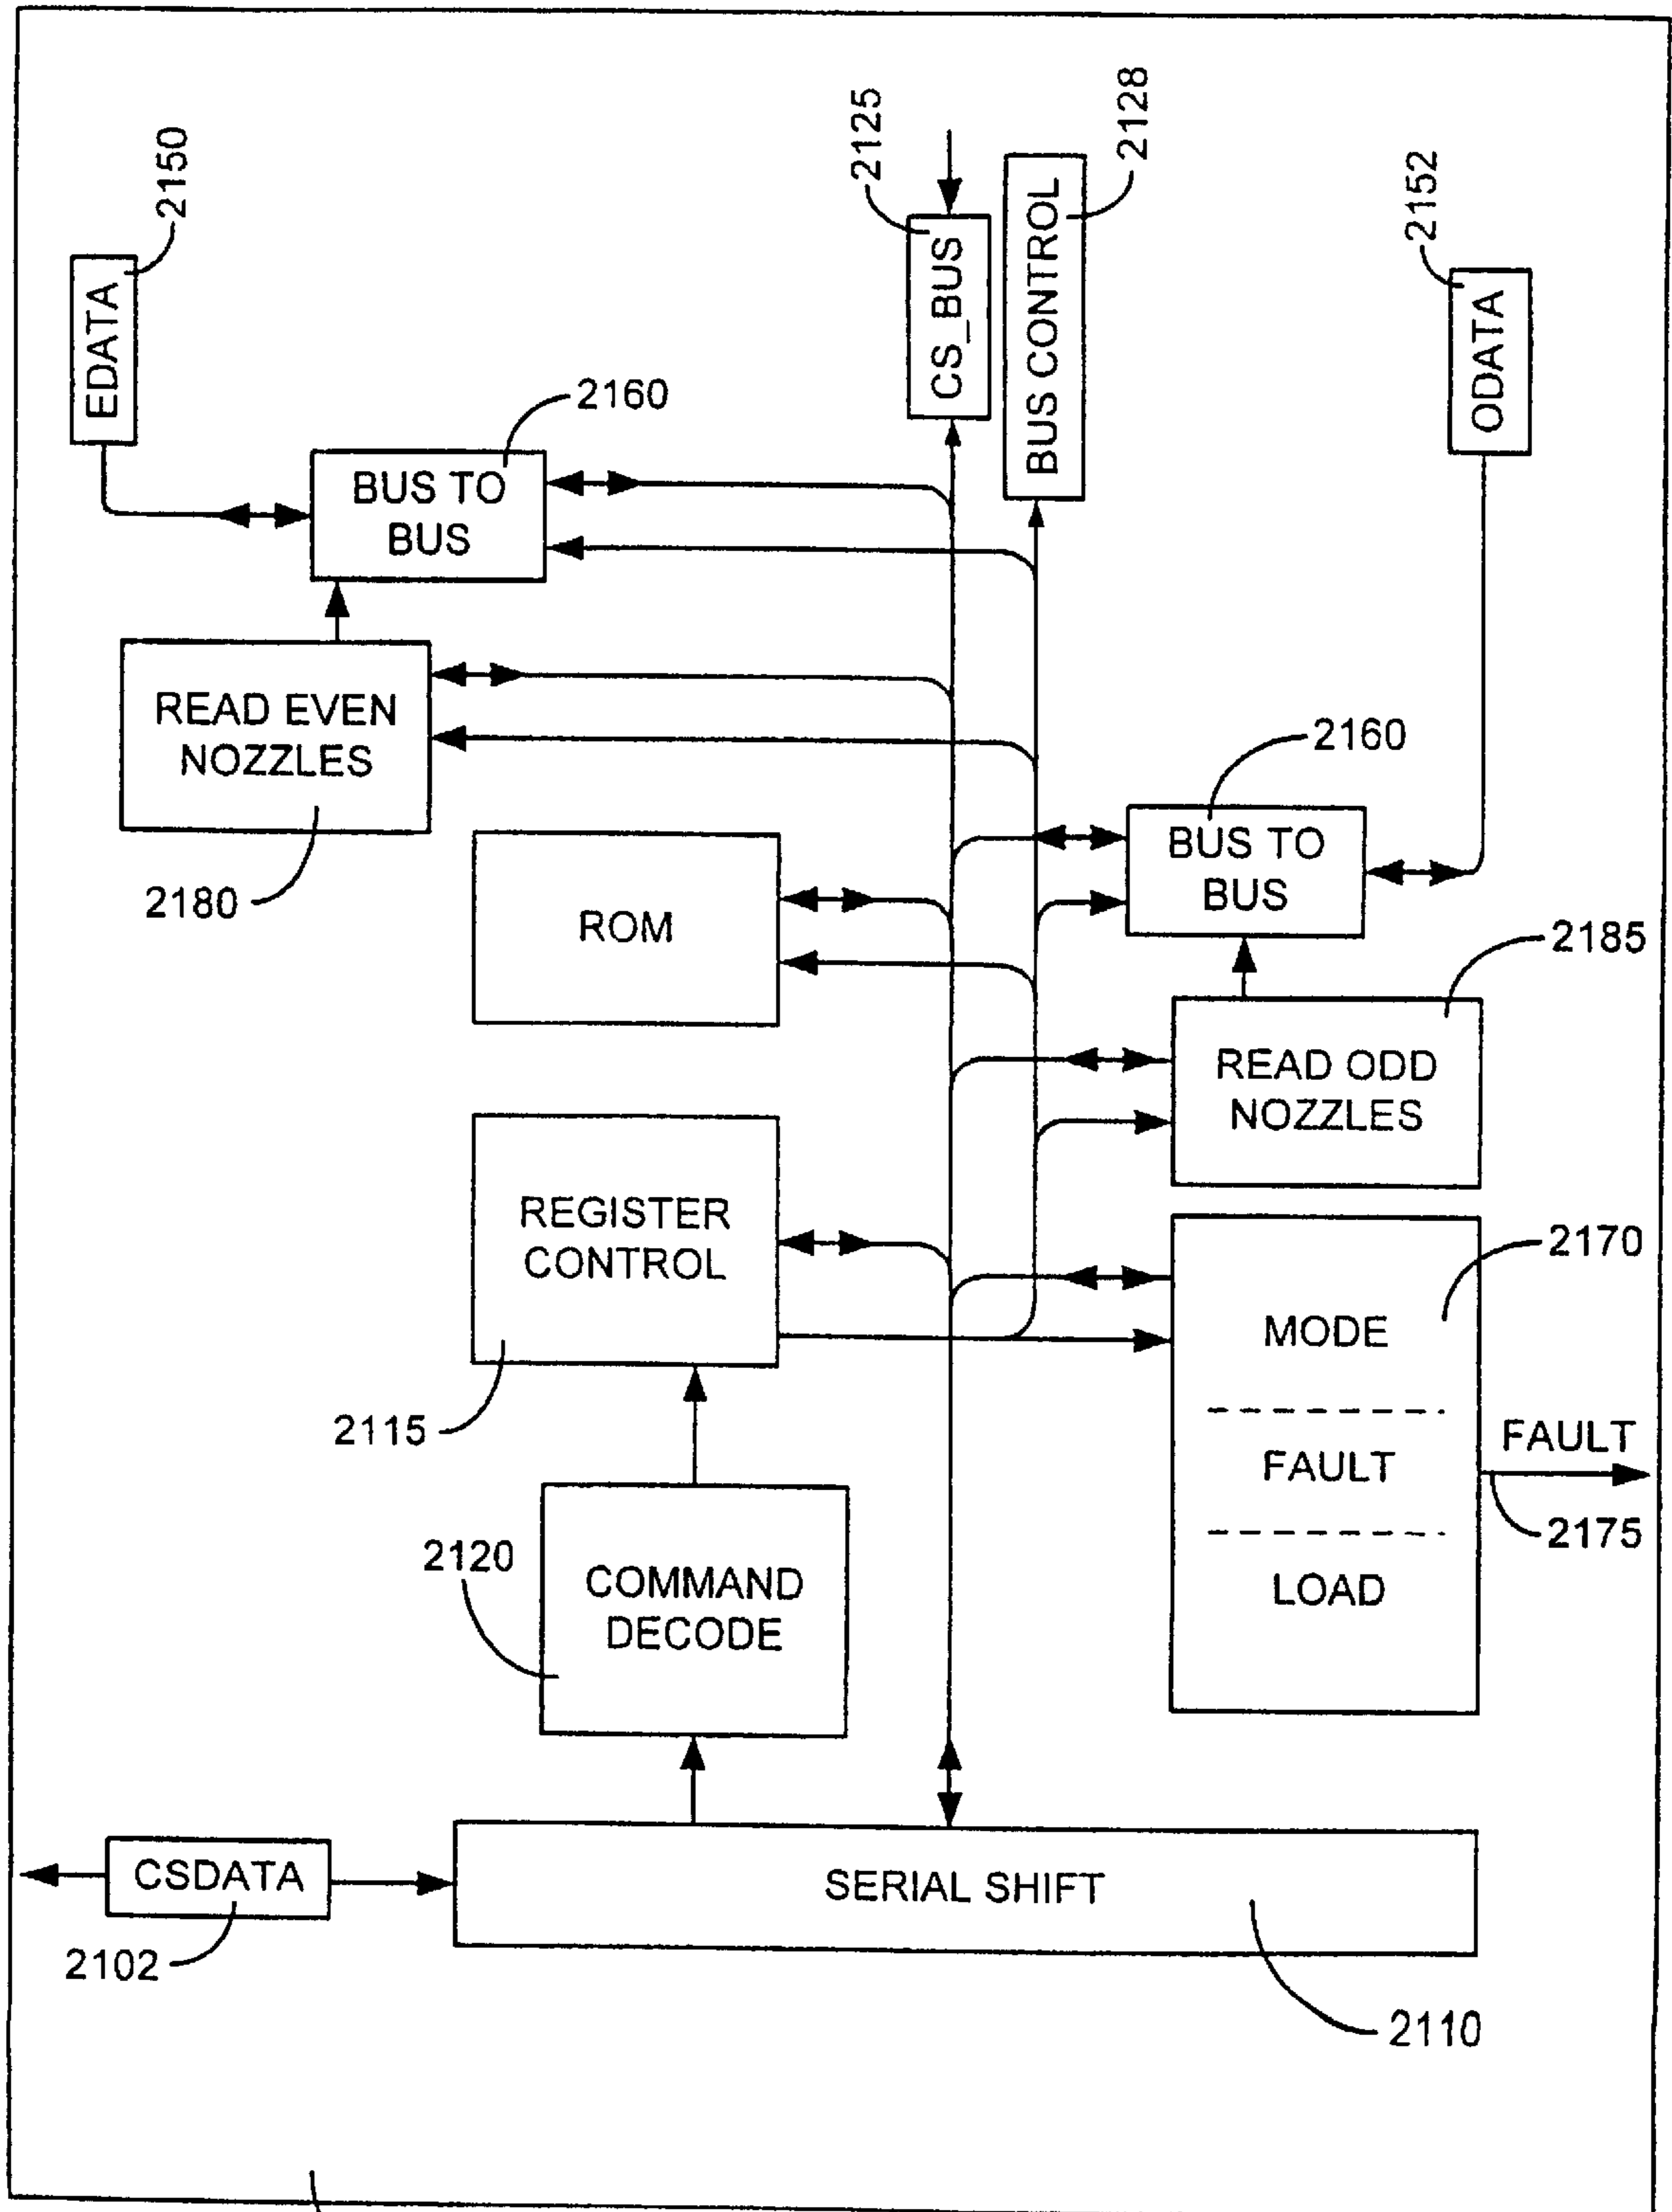 EDATA
2150
2125
2128
CS_BUS
BUS CONTROL
2152
ODATA
2160
BUS TO
BUS
READ EVEN
NOZZLES
2180
2160
BUS TO
BUS
ROM
2185
READ ODD
NOZZLES
REGISTER
CONTROL
2115
2170
MODE
FAULT
LOAD
FAULT
2175
2120
COMMAND
DECODE
CSDATA
2102
SERIAL SHIFT
2110